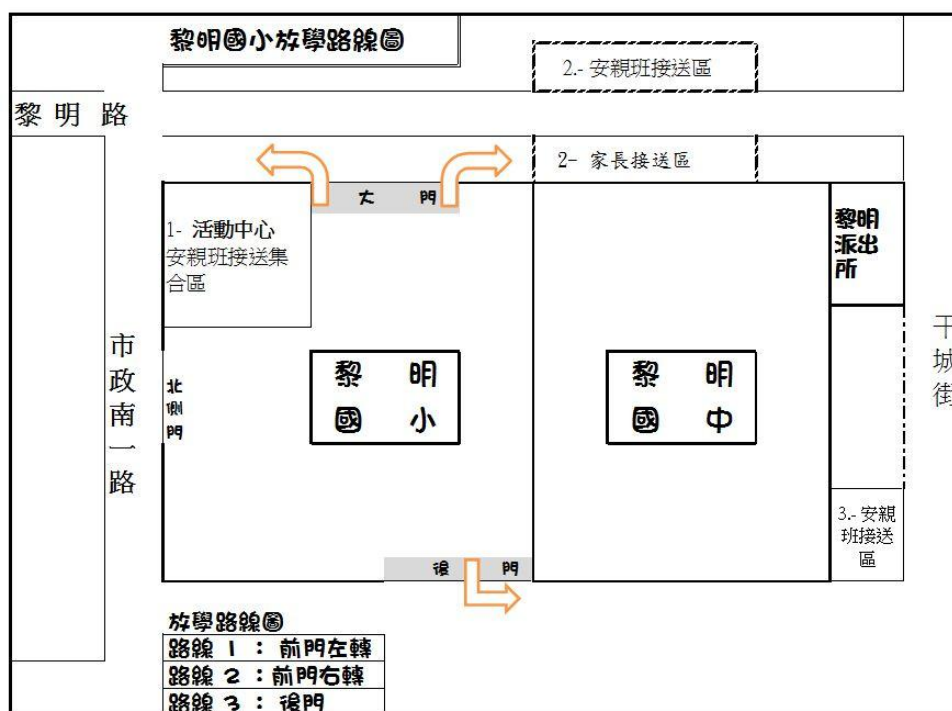 黎明國小放學路線圖
2.- 安親班接送區
黎 明 路
2- 家長接送區
大 門
1- 活動中心
安親班接送集
合區
黎明
派出
所
干
城
街
市
政
南
一
路
北
側
門
黎 明
國 小
黎 明
國 中
3.- 安親
班接送
區
後 門
放學路線圖
路線 1 : 前門左轉
路線 2 : 前門右轉
路線 3 : 後門